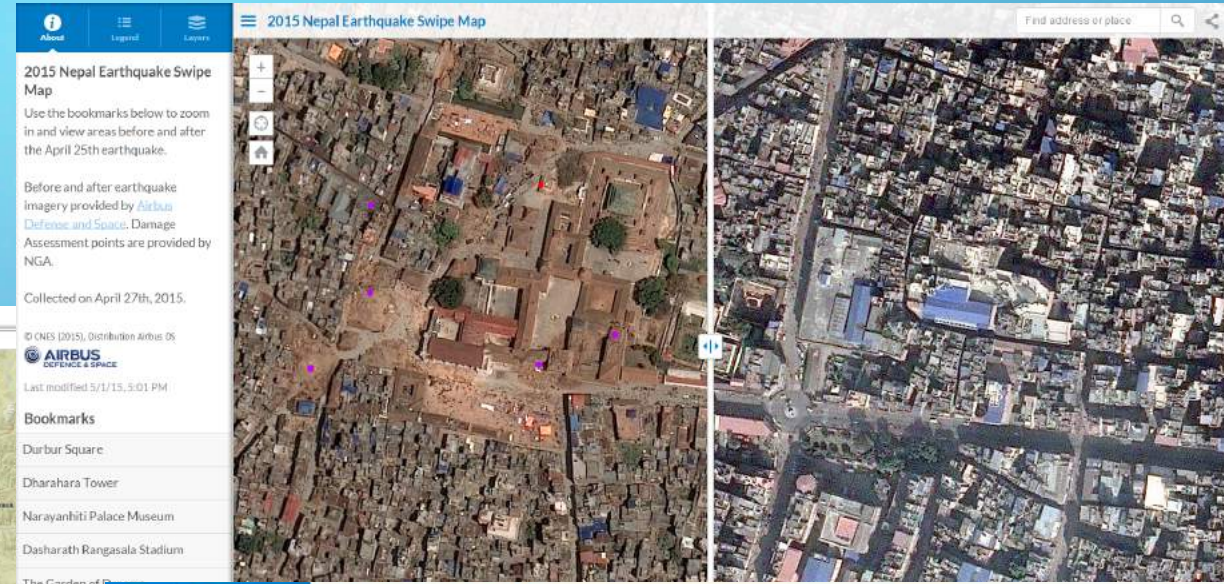 About
Legend
Layers
2015 Nepal Earthquake Swipe Map
Find address or place
2015 Nepal Earthquake Swipe
Map
Use the bookmarks below to zoom
in and view areas before and after
the April 25th earthquake.
Before and after earthquake
imagery provided by Airbus
Defense and Space. Damage
Assessment points are provided by
NGA.
Collected on April 27th, 2015.
© CNES (2015), Distribution Airbus DS
AIRBUS
DEFENCE & SPACE
Last modified 5/1/15, 5:01 PM
Bookmarks
Durbur Square
Dharahara Tower
Narayanhiti Palace Museum
Dasharath Rangasala Stadium
The Garden of